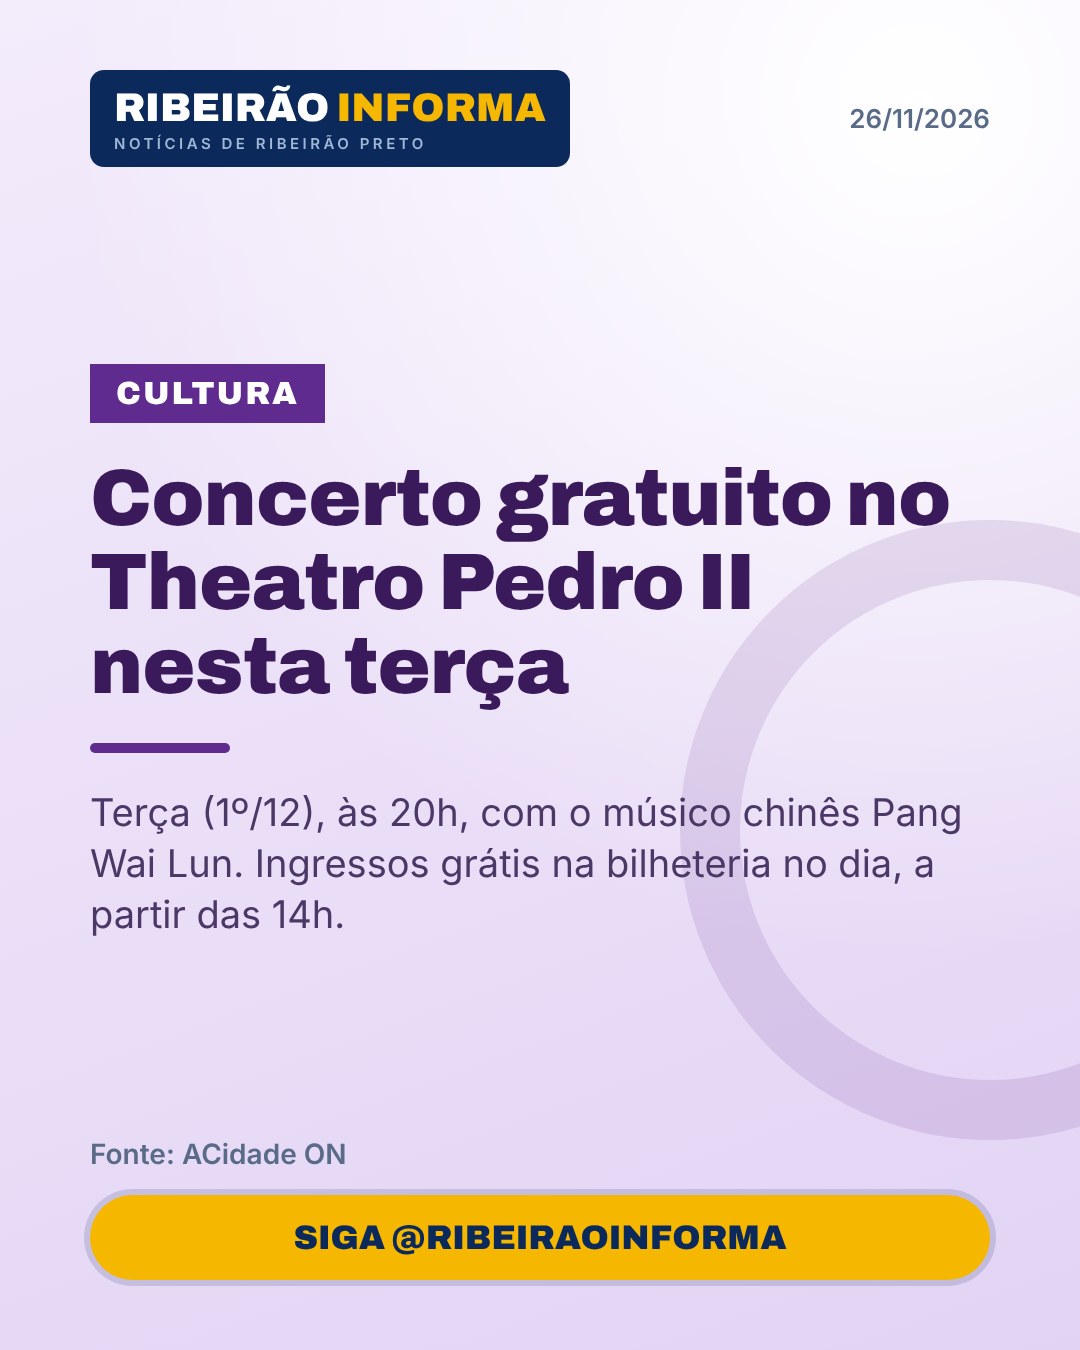 RIBEIRÃO INFORMA
NOTÍCIAS DE RIBEIRÃO PRETO
26/11/2026
CULTURA
Concerto gratuito no
Theatro Pedro II
nesta terça
Terça (1º/12), às 20h, com o músico chinês Pang
Wai Lun. Ingressos grátis na bilheteria no dia, a
partir das 14h.
Fonte: ACidade ON
SIGA @RIBEIRAOINFORMA